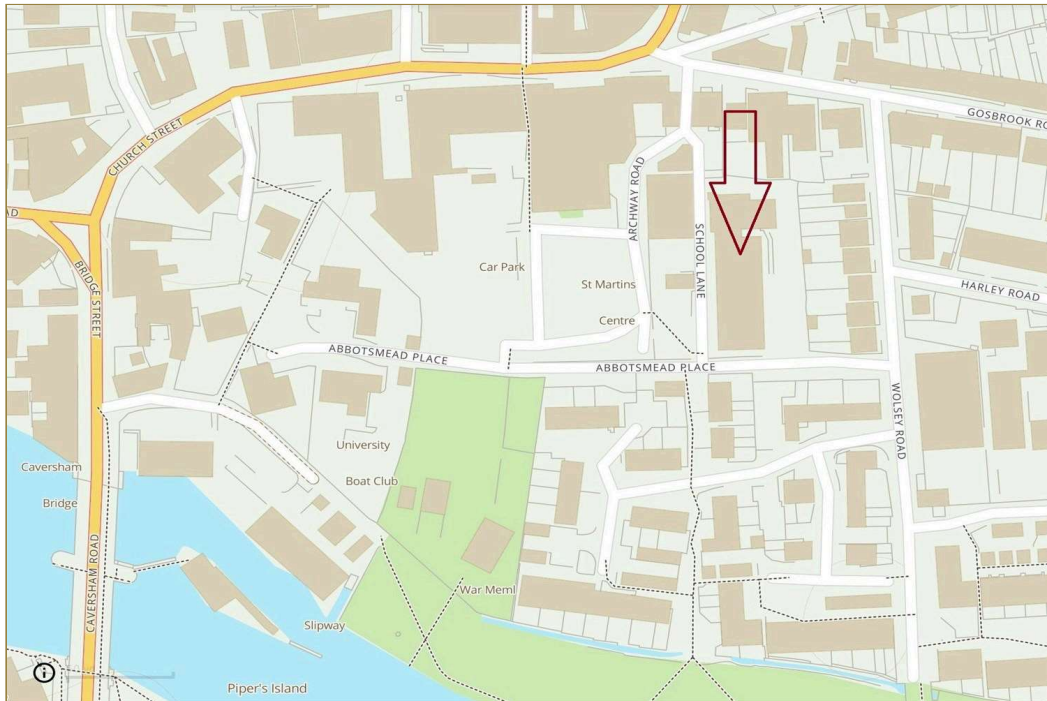 GOSBROOK RO
CHURCH STREET
AD
BRIDGE STREET
ARCHWAY ROAD
SCHOOL LANE
Car Park
St Martins
Centre
HARLEY ROAD
ABBOTSMEAD PLACE
ABBOTSMEAD PLACE
WOLSEY ROAD
University
Boat Club
Caversham
Bridge
CAVERSHAM ROAD
War Meml
Slipway
Piper's Island